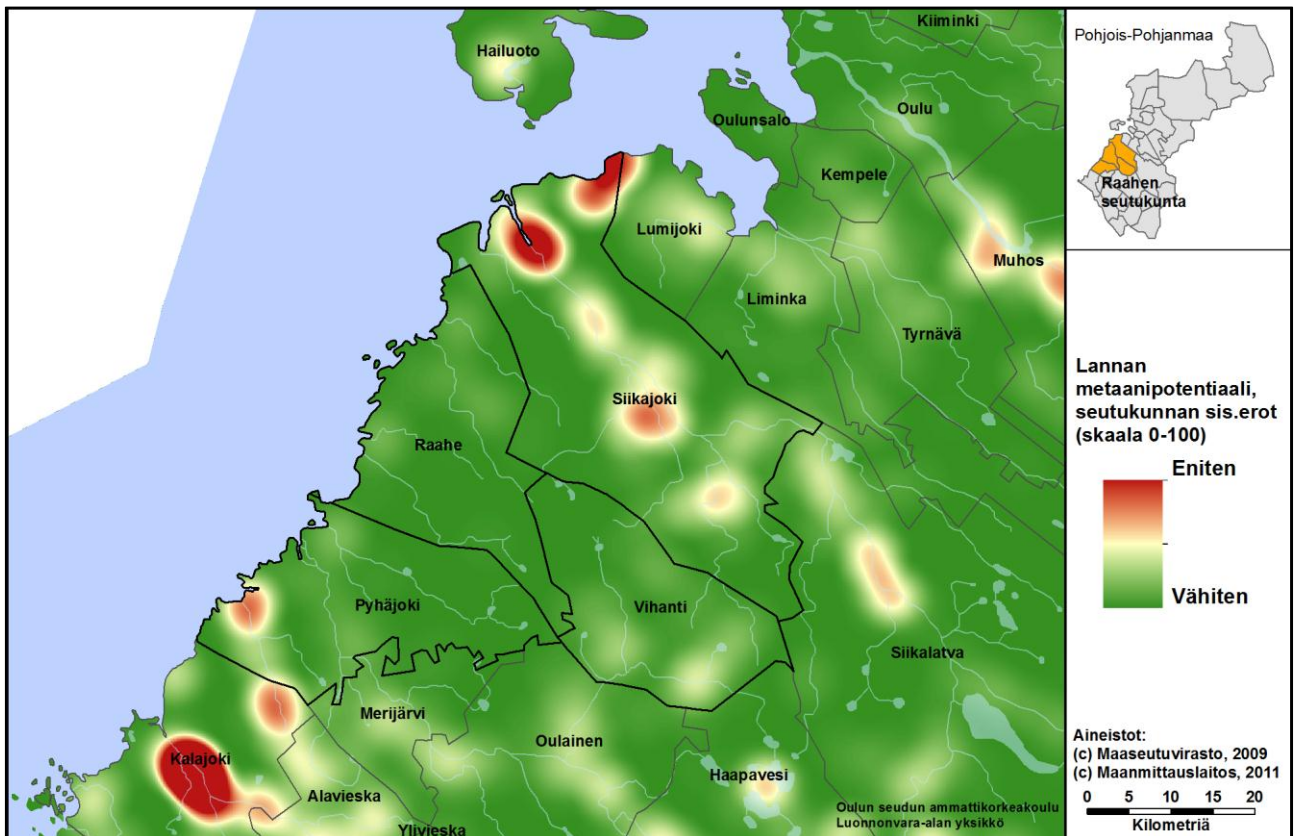 Kiiminki
Hailuoto
Oulu
Oulunsalo
Kempele
Lumijoki
Muhos
Liminka
Tyrnävä
Siikajoki
Raahe
Pyhäjoki
Vihanti
Siikalatva
Merijärvi
Oulainen
Kalajoki
Haapavesi
Alavieska
Ylivieska
Oulun seudun ammattikorkeakoulu
Luonnonvara-alan yksikkö
Pohjois-Pohjanmaa
Raahen
seutukunta
Lannan
metaanipotentiaali,
seutukunnan sis.erot
(skaala 0-100)
Eniten
Vähiten
Aineistot:
(c) Maaseutuvirasto, 2009
(c) Maanmittauslaitos, 2011
0 5 10 15 20
Kilometriä